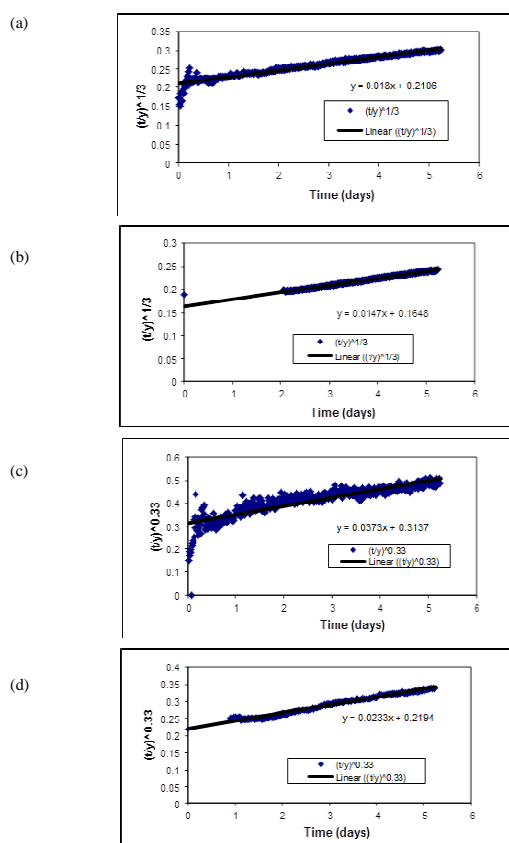 (a)
0.35
0.3
0.25
0.2
0.15
0.1
0.05
0
(t/y)^1/3
y = 0.018x + 0.2106
(t/y)^1/3
Linear ((t/y)^1/3)
0 1 2 3 4 5 6
Time (days)
(b)
0.3
0.25
0.2
0.15
0.1
0.05
0
(t/y)^1/3
y = 0.0147x + 0.1648
(t/y)^1/3
Linear ((t/y)^1/3)
0 1 2 3 4 5 6
Time (days)
(c)
0.6
0.5
0.4
0.3
0.2
0.1
0
(t/y)^0.33
y = 0.0373x + 0.3137
(t/y)^0.33
Linear ((t/y)^0.33)
0 1 2 3 4 5 6
Time (days)
(d)
0.4
0.35
0.3
0.25
0.2
0.15
0.1
0.05
0
(t/y)^0.33
y = 0.0233x + 0.2194
(t/y)^0.33
Linear ((t/y)^0.33)
0 1 2 3 4 5 6
Time (days)